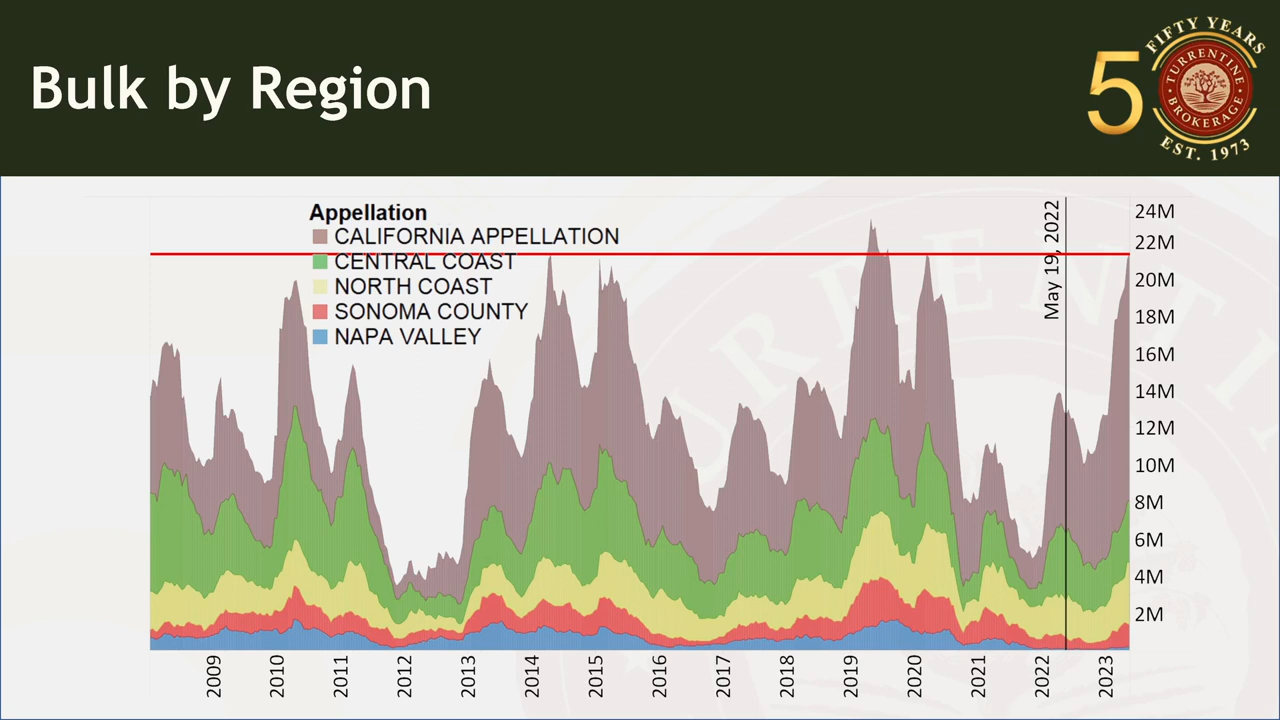 Bulk by Region
50
FIFTY YEARS
TURRENTINE
BROKERAGE
EST. 1973
Appellation
CALIFORNIA APPELLATION
CENTRAL COAST
NORTH COAST
SONOMA COUNTY
NAPA VALLEY
May 19, 2022
24M
22M
20M
18M
16M
14M
12M
10M
8M
6M
4M
2M
2009
2010
2011
2012
2013
2014
2015
2016
2017
2018
2019
2020
2021
2022
2023